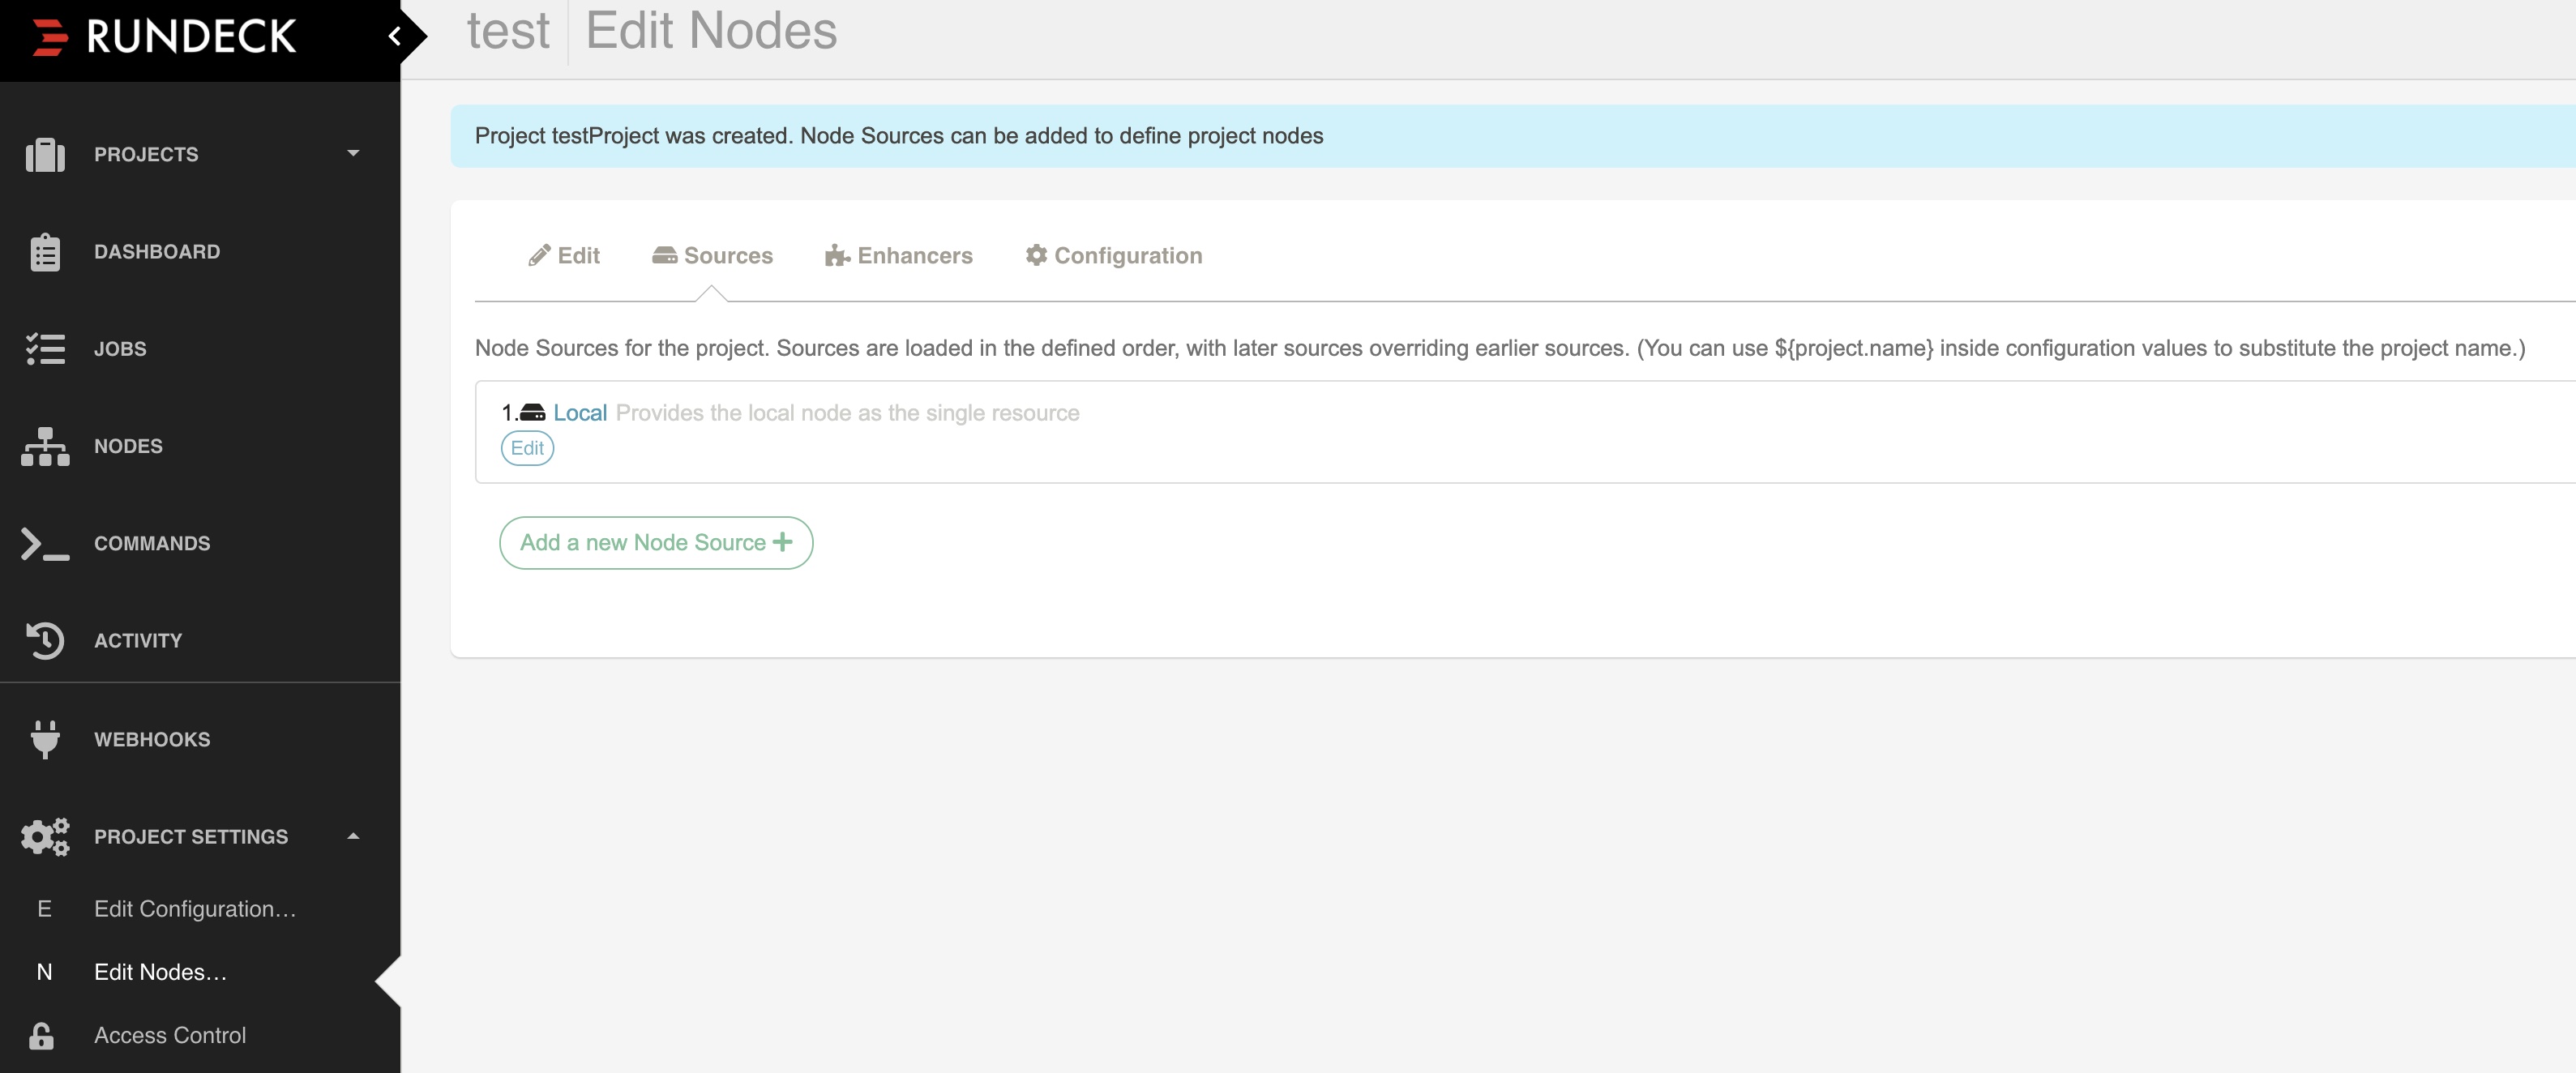 RUNDECK
test Edit Nodes
PROJECTS
DASHBOARD
JOBS
NODES
COMMANDS
ACTIVITY
WEBHOOKS
PROJECT SETTINGS
E Edit Configuration...
N Edit Nodes...
Access Control
Project testProject was created. Node Sources can be added to define project nodes
Edit Sources Enhancers Configuration
Node Sources for the project. Sources are loaded in the defined order, with later sources overriding earlier sources. (You can use ${project.name} inside configuration values to substitute the project name.)
1. Local Provides the local node as the single resource
Edit
Add a new Node Source +